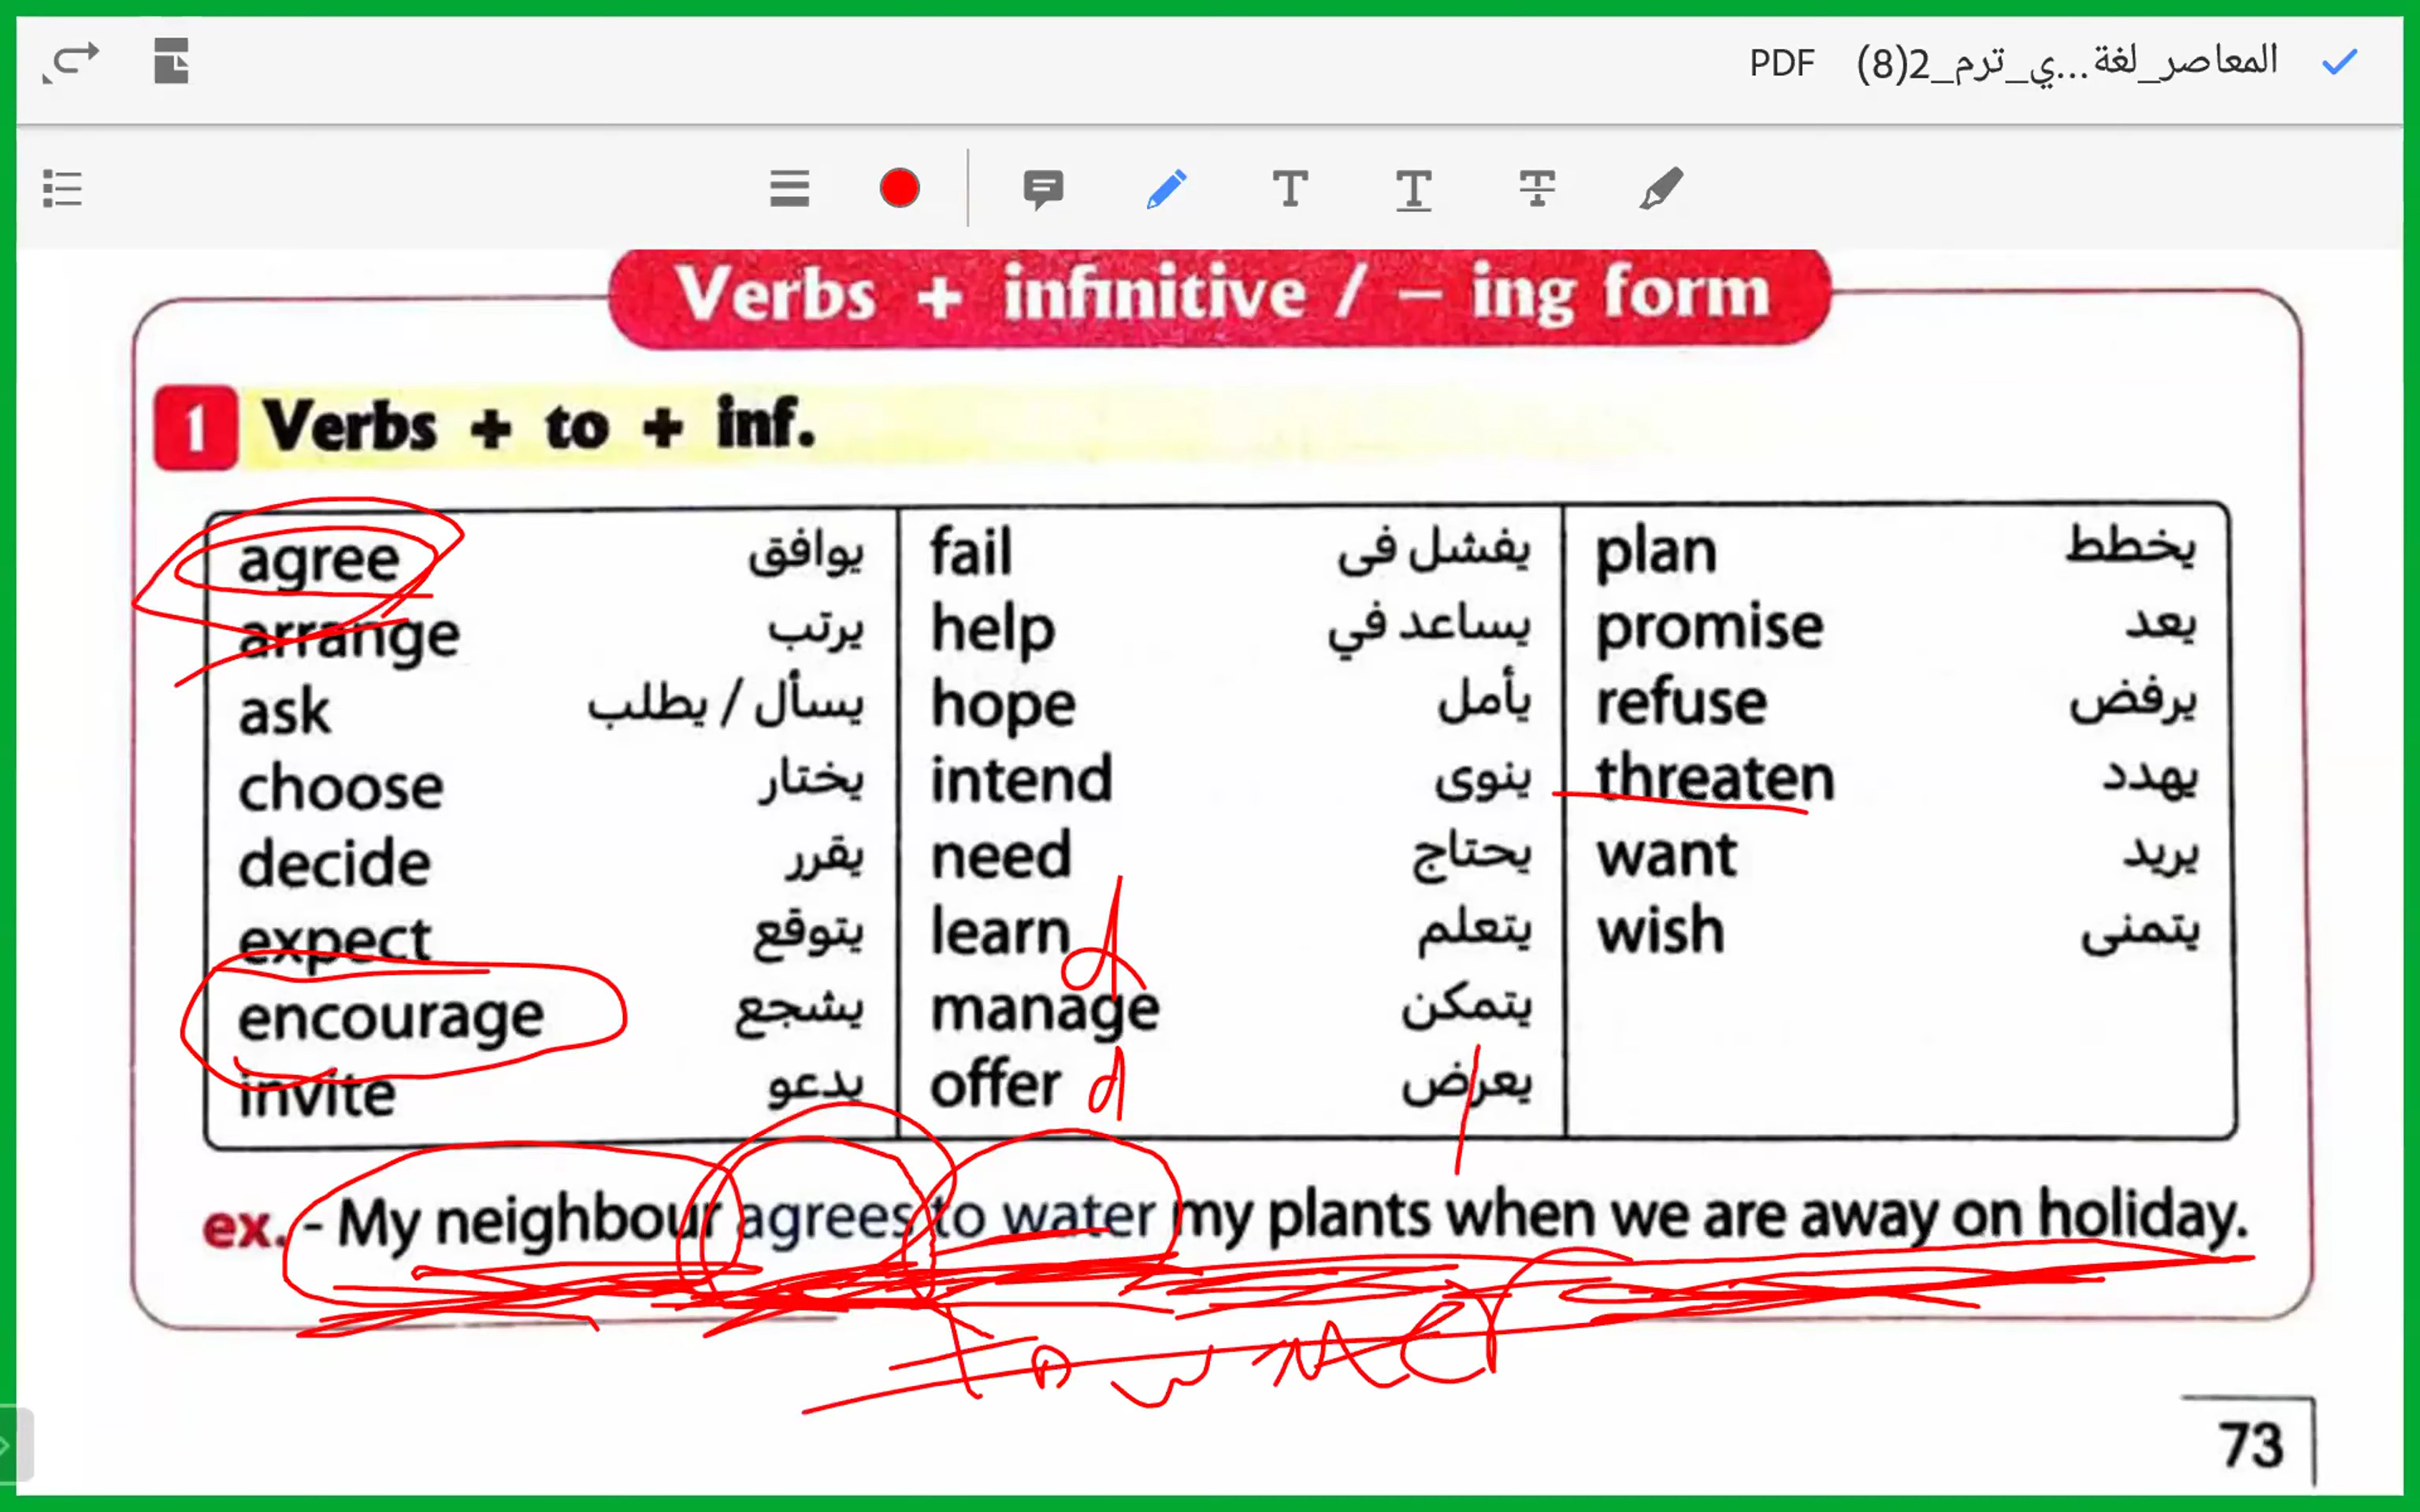 المعاصر_لغة...ي_ترم_2(8) PDF
Verbs + infinitive / – ing form
1 Verbs + to + inf.
agree يوافق fail يفشل فى plan يخطط
arrange يرتب help يساعد في promise يعد
ask يسأل / يطلب hope يأمل refuse يرفض
choose يختار intend ينوى threaten يهدد
decide يقرر need يحتاج want يريد
expect يتوقع learn يتعلم wish يتمنى
encourage يشجع manage يتمكن
invite يدعو offer يعرض
ex. - My neighbour agrees to water my plants when we are away on holiday.
73